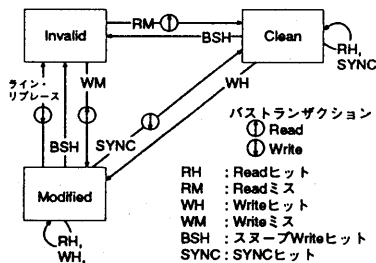 Invalid
RM
BSH
Clean
RH,
SYNC
ライン・
リプレース
WM
WH
BSH
SYNC
Modified
RH,
WH,
バストランザクション
Read
Write
RH : Readヒット
RM : Readミス
WH : Writeヒット
WM : Writeミス
BSH : スヌープWriteヒット
SYNC: SYNCヒット